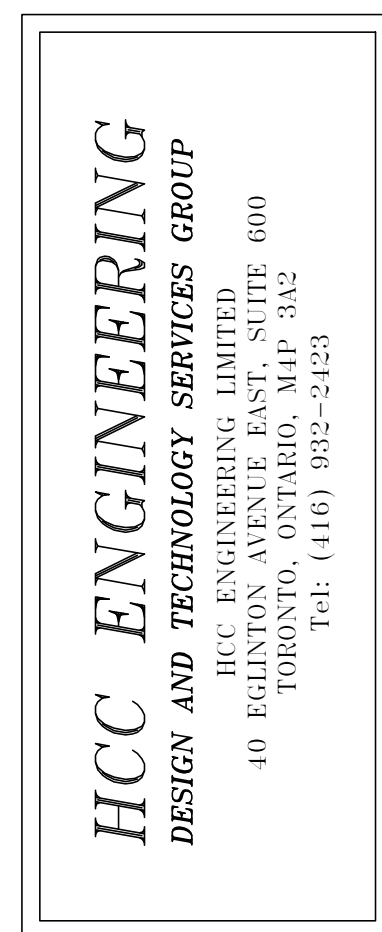 HCC ENGINEERING
DESIGN AND TECHNOLOGY SERVICES GROUP
HCC ENGINEERING LIMITED
40 EGLINTON AVENUE EAST, SUITE 600
TORONTO, ONTARIO, M4P 3A2
Tel: (416) 932-2423